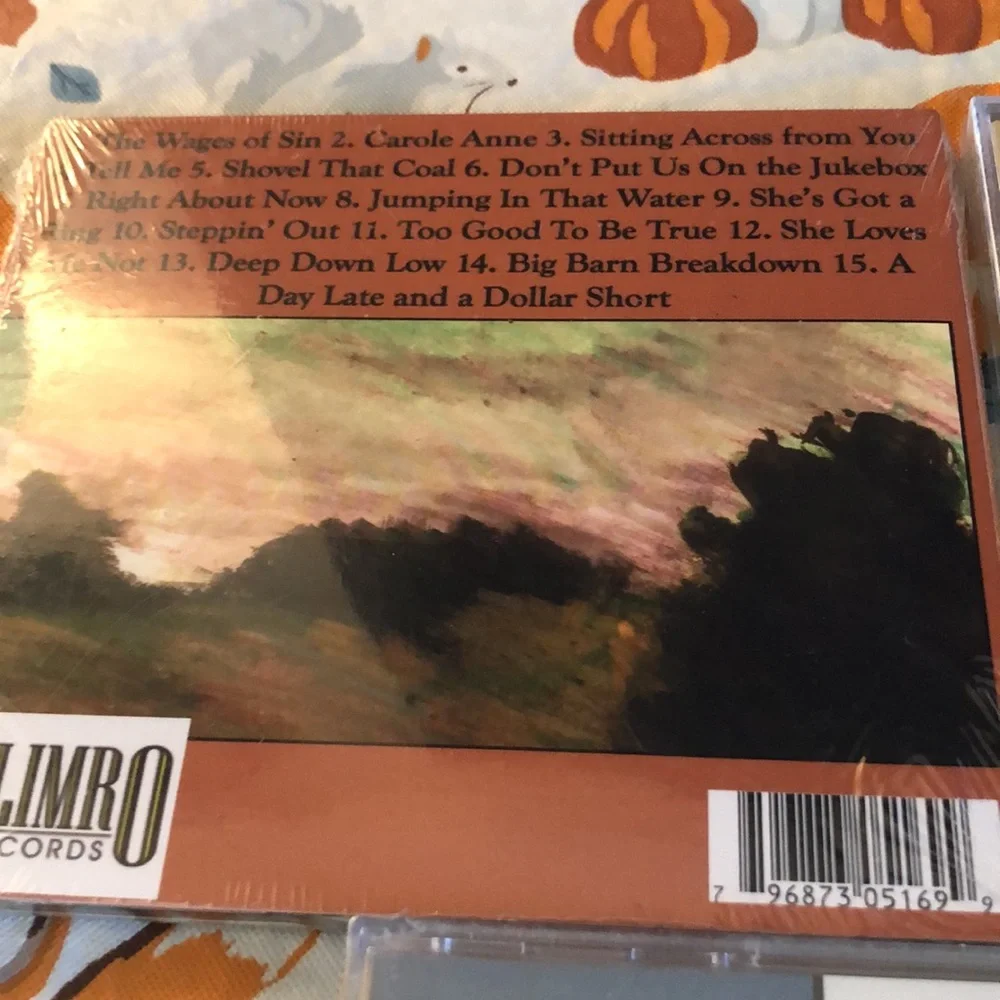 The Wages of Sin 2. Carole Anne 3. Sitting Across from You
Tell Me 5. Shovel That Coal 6. Don't Put Us On the Jukebox
Right About Now 8. Jumping In That Water 9. She's Got a
Ring 10. Steppin' Out 11. Too Good To Be True 12. She Loves
Me Not 13. Deep Down Low 14. Big Barn Breakdown 15. A
Day Late and a Dollar Short
LIMRO
CORDS
7 96873 05169 9